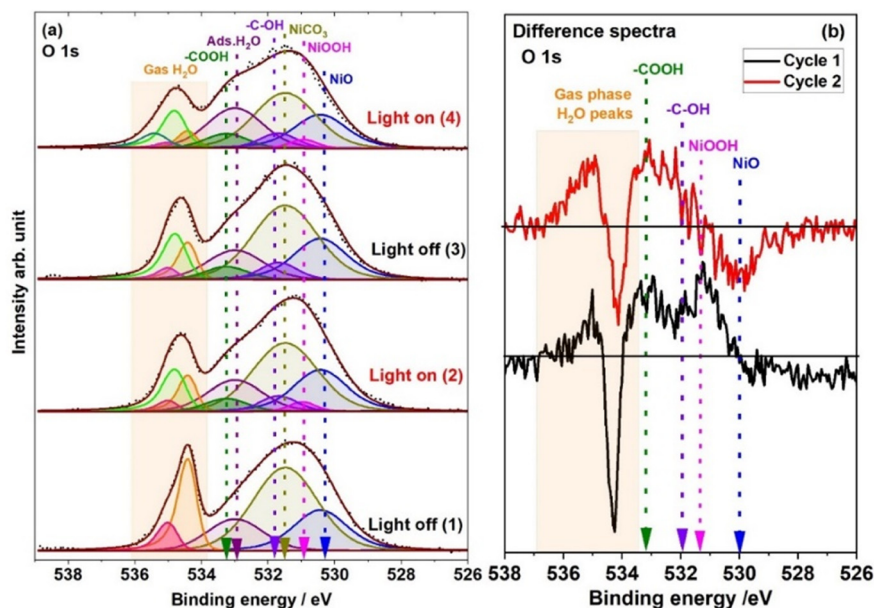 (a)
O 1s
Gas H₂O
-COOH
Ads.H₂O
-C-OH
NiCO₃
NiOOH
NiO
Light on (4)
Light off (3)
Light on (2)
Light off (1)
Intensity arb. unit
538 536 534 532 530 528 526
Binding energy / eV
Difference spectra (b)
O 1s
Cycle 1
Cycle 2
Gas phase
H₂O peaks
-COOH
-C-OH
NiOOH
NiO
538 536 534 532 530 528 526
Binding energy /eV